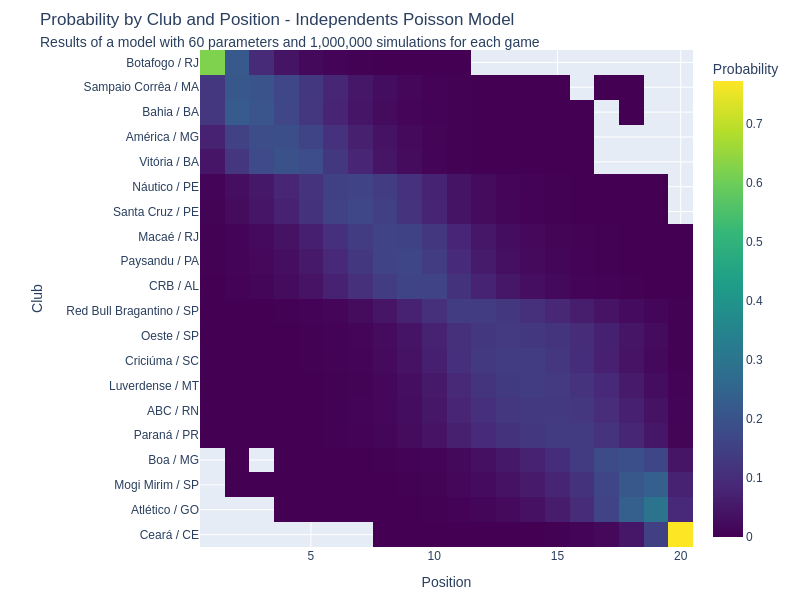 Probability by Club and Position - Independents Poisson Model
Results of a model with 60 parameters and 1,000,000 simulations for each game
Probability
Club
Botafogo / RJ
Sampaio Corrêa / MA
Bahia / BA
América / MG
Vitória / BA
Náutico / PE
Santa Cruz / PE
Macaé / RJ
Paysandu / PA
CRB / AL
Red Bull Bragantino / SP
Oeste / SP
Criciúma / SC
Luverdense / MT
ABC / RN
Paraná / PR
Boa / MG
Mogi Mirim / SP
Atlético / GO
Ceará / CE
5
10
15
20
Position
0.7
0.6
0.5
0.4
0.3
0.2
0.1
0